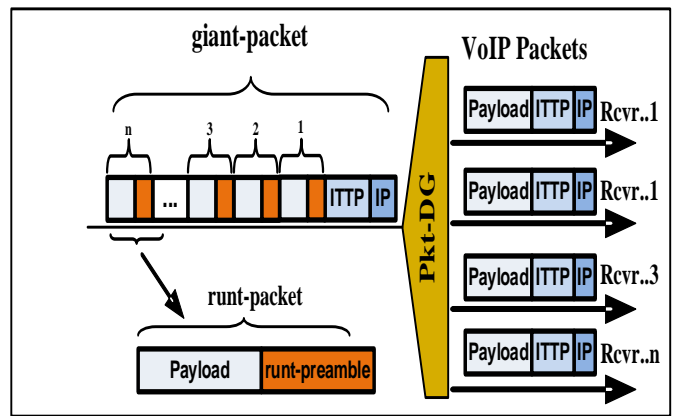 giant-packet
VoIP Packets
n
3
2
1
... ITTP IP
Pkt-DG
Payload ITTP IP Rcvr..1
Payload ITTP IP Rcvr..1
Payload ITTP IP Rcvr..3
Payload ITTP IP Rcvr..n
runt-packet
Payload runt-preamble